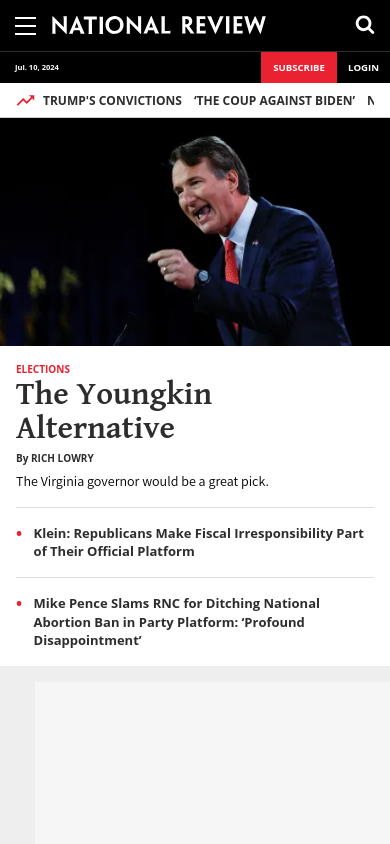 NATIONAL REVIEW
Jul. 10, 2024
SUBSCRIBE
LOGIN
TRUMP'S CONVICTIONS
‘THE COUP AGAINST BIDEN’
ELECTIONS
The Youngkin
Alternative
By RICH LOWRY
The Virginia governor would be a great pick.
• Klein: Republicans Make Fiscal Irresponsibility Part
of Their Official Platform
• Mike Pence Slams RNC for Ditching National
Abortion Ban in Party Platform: ‘Profound
Disappointment’